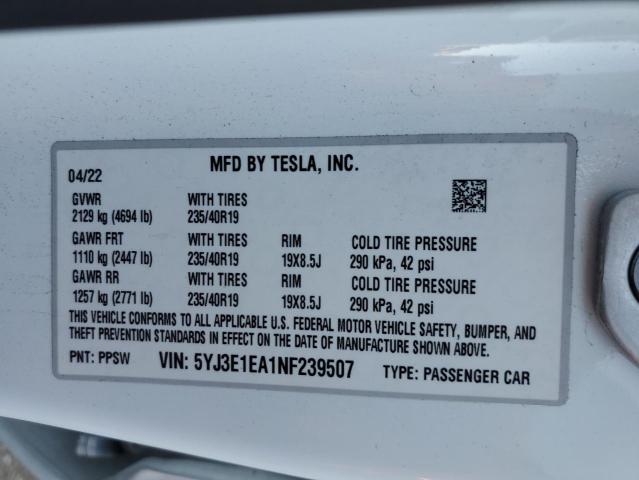 MFD BY TESLA, INC.
04/22
GVWR WITH TIRES
2129 kg (4694 lb) 235/40R19
GAWR FRT WITH TIRES RIM COLD TIRE PRESSURE
1110 kg (2447 lb) 235/40R19 19X8.5J 290 kPa, 42 psi
GAWR RR WITH TIRES RIM COLD TIRE PRESSURE
1257 kg (2771 lb) 235/40R19 19X8.5J 290 kPa, 42 psi
THIS VEHICLE CONFORMS TO ALL APPLICABLE U.S. FEDERAL MOTOR VEHICLE SAFETY, BUMPER, AND
THEFT PREVENTION STANDARDS IN EFFECT ON THE DATE OF MANUFACTURE SHOWN ABOVE.
PNT: PPSW VIN: 5YJ3E1EA1NF239507 TYPE: PASSENGER CAR